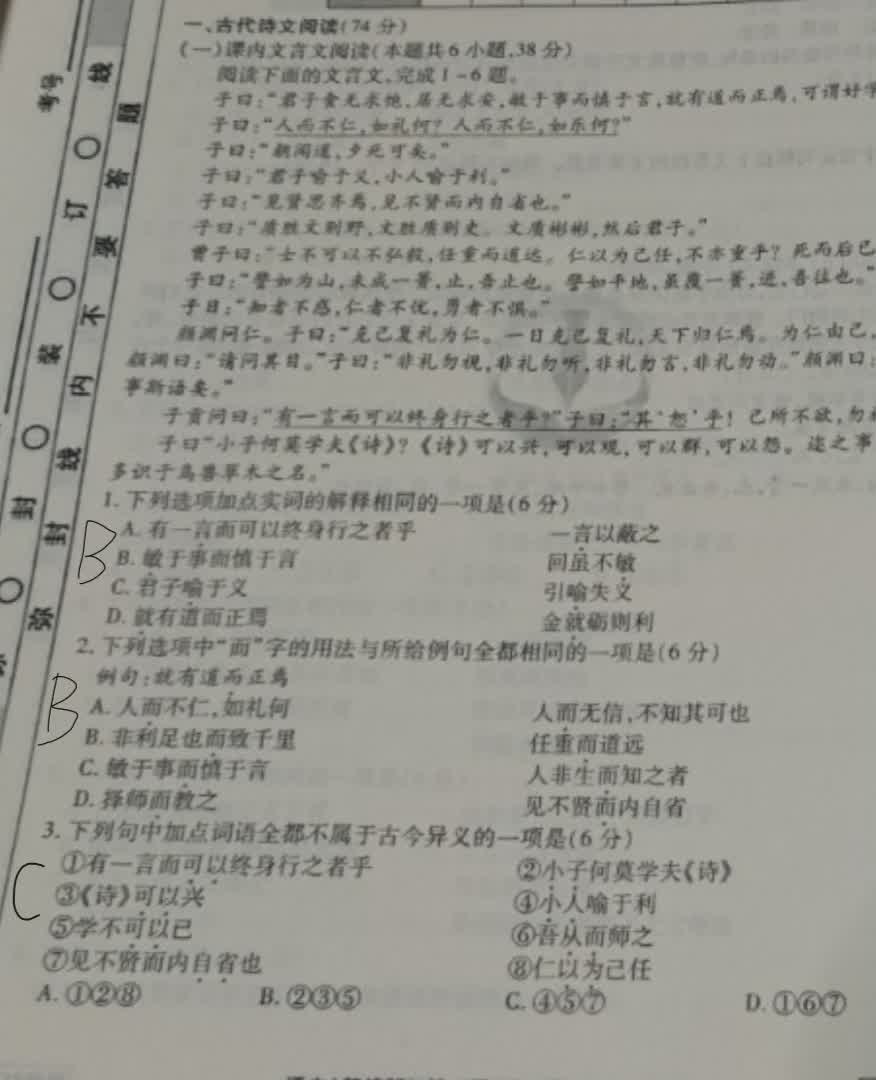 考号
线
订
装
封
弥
题
答
要
不
内
线
封
一、古代诗文阅读(74分)
(一)课内文言文阅读(本题共6小题,38分)
阅读下面的文言文,完成1-6题。
子曰:“君子食无求饱,居无求安,敏于事而慎于言,就有道而正焉,可谓好学
子曰:“人而不仁,如礼何?人而不仁,如乐何?”
子曰:“朝闻道,夕死可矣。”
子曰:“君子喻于义,小人喻于利。”
子曰:“见贤思齐焉,见不贤而内自省也。”
子曰:“质胜文则野,文胜质则史。文质彬彬,然后君子。”
曾子曰:“士不可以不弘毅,任重而道远。仁以为己任,不亦重乎?死而后已
子曰:“譬如为山,未成一篑,止,吾止也。譬如平地,虽覆一篑,进,吾往也。”
子曰:“知者不惑,仁者不忧,勇者不惧。”
颜渊问仁。子曰:“克己复礼为仁。一日克己复礼,天下归仁焉。为仁由己,
颜渊曰:“请问其目。”子曰:“非礼勿视,非礼勿听,非礼勿言,非礼勿动。”颜渊曰:
事斯语矣。”
子贡问曰:“有一言而可以终身行之者乎?”子曰:“其‘恕’乎!己所不欲,勿
子曰“小子何莫学夫《诗》?《诗》可以兴,可以观,可以群,可以怨。迩之事
多识于鸟兽草木之名。”
1.下列选项加点实词的解释相同的一项是(6分)
B
A.有一言而可以终身行之者乎 一言以蔽之
B.敏于事而慎于言 回虽不敏
C.君子喻于义 引喻失义
D.就有道而正焉 金就砺则利
2.下列选项中“而”字的用法与所给例句全都相同的一项是(6分)
例句:就有道而正焉
B
A.人而不仁,如礼何 人而无信,不知其可也
B.非利足也而致千里 任重而道远
C.敏于事而慎于言 人非生而知之者
D.择师而教之 见不贤而内自省
3.下列句中加点词语全都不属于古今异义的一项是(6分)
C
①有一言而可以终身行之者乎 ②小子何莫学夫《诗》
③《诗》可以兴 ④小人喻于利
⑤学不可以已 ⑥吾从而师之
⑦见不贤而内自省也 ⑧仁以为己任
A.①②⑧ B.②③⑤ C.④⑤⑦ D.①⑥⑦